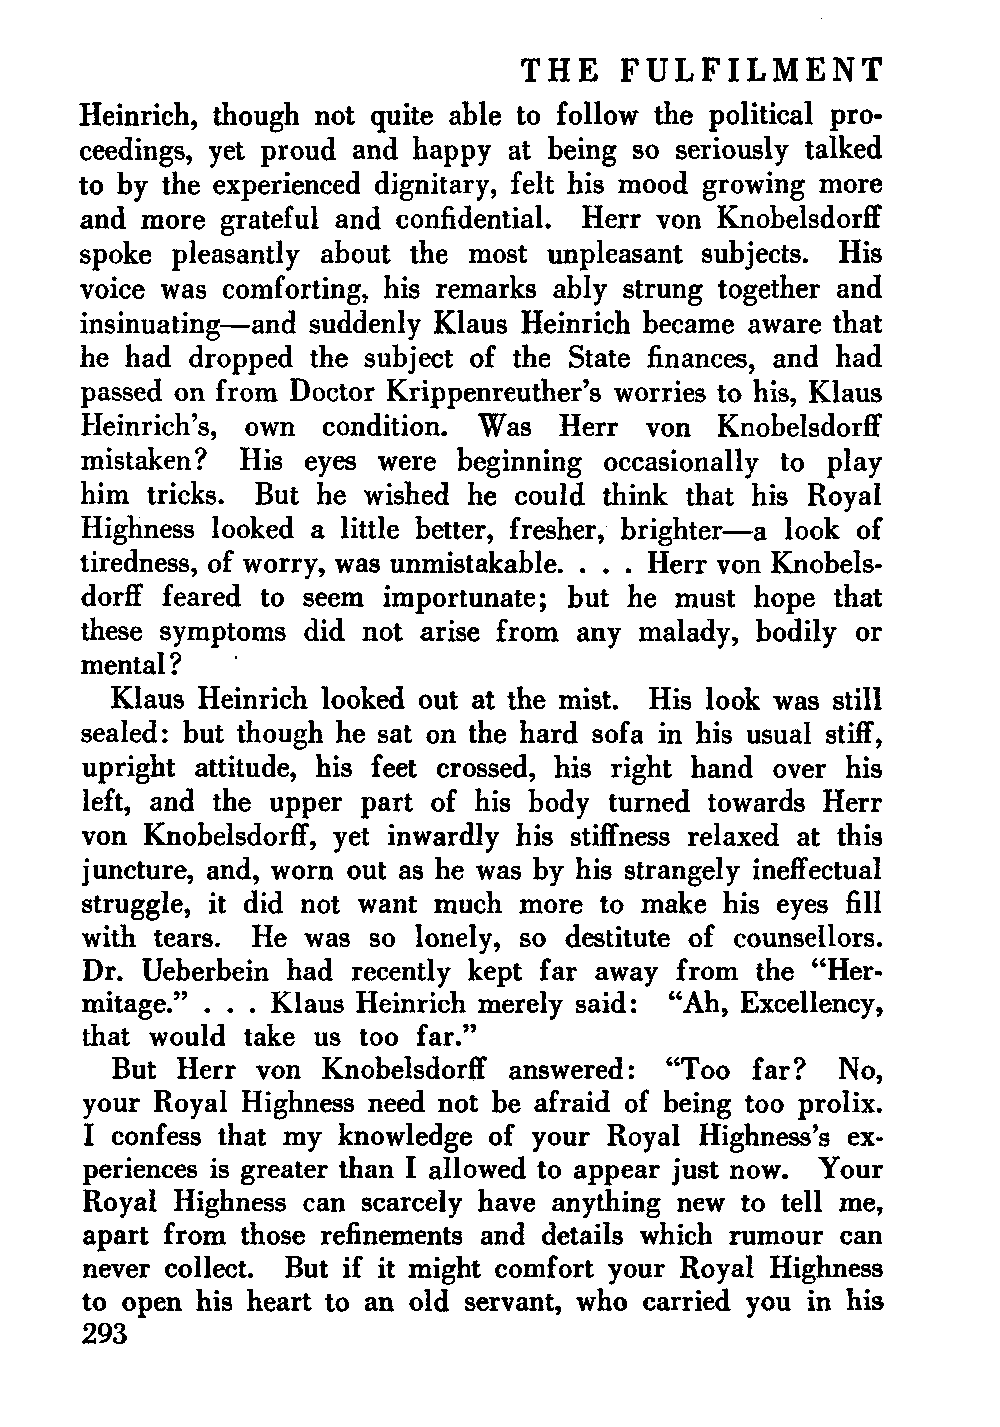 THE FULFILMENT
Heinrich, though not quite able to follow the political pro-
ceedings, yet proud and happy at being so seriously talked
to by the experienced dignitary, felt his mood growing more
and more grateful and confidential. Herr von Knobelsdorff
spoke pleasantly about the most unpleasant subjects. His
voice was comforting, his remarks ably strung together and
insinuating—and suddenly Klaus Heinrich became aware that
he had dropped the subject of the State finances, and had
passed on from Doctor Krippenreuther's worries to his, Klaus
Heinrich's, own condition. Was Herr von Knobelsdorff
mistaken? His eyes were beginning occasionally to play
him tricks. But he wished he could think that his Royal
Highness looked a little better, fresher, brighter—a look of
tiredness, of worry, was unmistakable. . . . Herr von Knobels-
dorff feared to seem importunate; but he must hope that
these symptoms did not arise from any malady, bodily or
mental?
Klaus Heinrich looked out at the mist. His look was still
sealed: but though he sat on the hard sofa in his usual stiff,
upright attitude, his feet crossed, his right hand over his
left, and the upper part of his body turned towards Herr
von Knobelsdorff, yet inwardly his stiffness relaxed at this
juncture, and, worn out as he was by his strangely ineffectual
struggle, it did not want much more to make his eyes fill
with tears. He was so lonely, so destitute of counsellors.
Dr. Ueberbein had recently kept far away from the "Her-
mitage." . . . Klaus Heinrich merely said: "Ah, Excellency,
that would take us too far."
But Herr von Knobelsdorff answered: "Too far? No,
your Royal Highness need not be afraid of being too prolix.
I confess that my knowledge of your Royal Highness's ex-
periences is greater than I allowed to appear just now. Your
Royal Highness can scarcely have anything new to tell me,
apart from those refinements and details which rumour can
never collect. But if it might comfort your Royal Highness
to open his heart to an old servant, who carried you in his
293